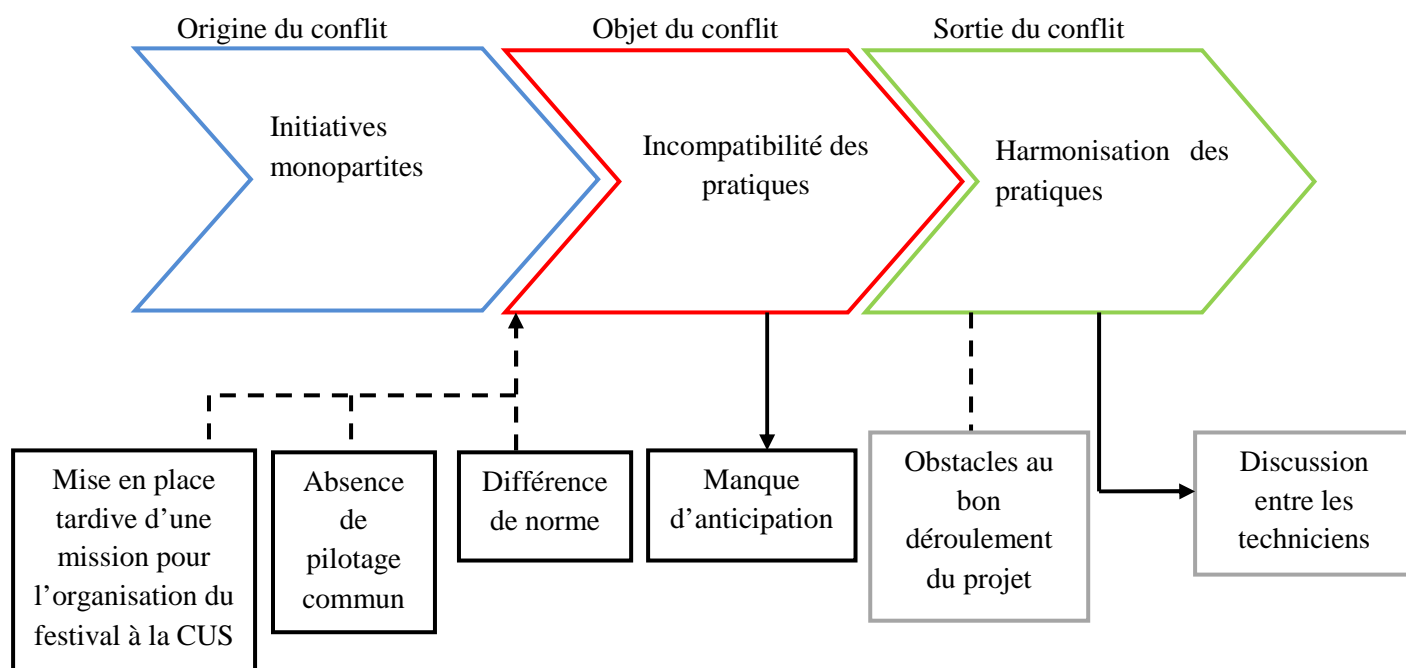 Origine du conflit
Objet du conflit
Sortie du conflit
Initiatives
monopartites
Incompatibilité des
pratiques
Harmonisation des
pratiques
Mise en place
tardive d’une
mission pour
l’organisation du
festival à la CUS
Absence
de
pilotage
commun
Différence
de norme
Manque
d’anticipation
Obstacles au
bon
déroulement
du projet
Discussion
entre les
techniciens